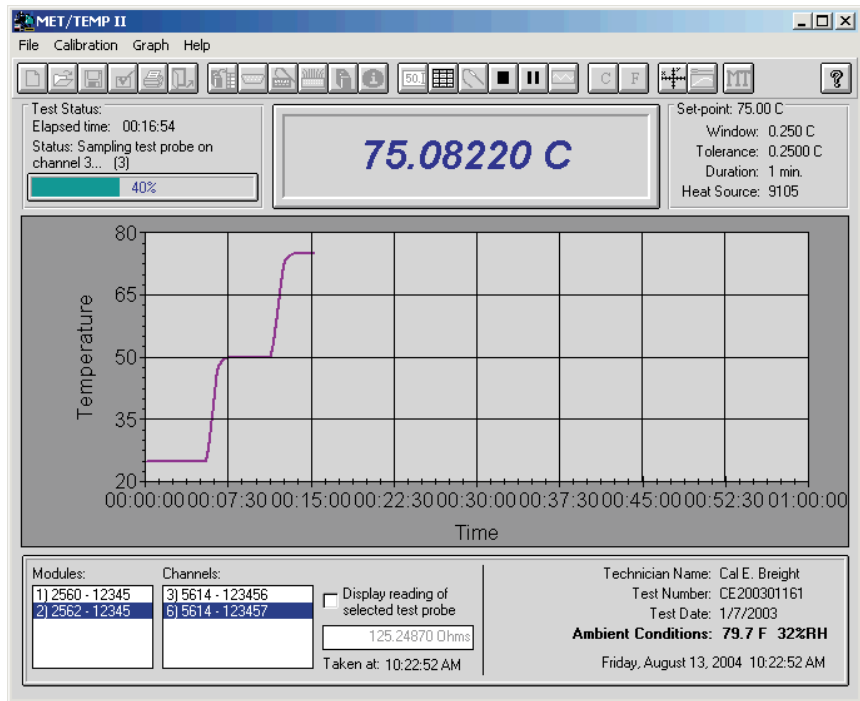 MET/TEMP II
File Calibration Graph Help
50.1
C F
MT
?
Test Status:
Elapsed time: 00:16:54
Status: Sampling test probe on
channel 3... (3)
40%
75.08220 C
Set-point: 75.00 C
Window: 0.250 C
Tolerance: 0.2500 C
Duration: 1 min.
Heat Source: 9105
80
65
50
35
20
Temperature
00:00:00 00:07:30 00:15:00 00:22:30 00:30:00 00:37:30 00:45:00 00:52:30 01:00:00
Time
Modules:
1) 2560 - 12345
2) 2562 - 12345
Channels:
3) 5614 - 123456
6) 5614 - 123457
Display reading of
selected test probe
125.24870 Ohms
Taken at: 10:22:52 AM
Technician Name: Cal E. Breight
Test Number: CE200301161
Test Date: 1/7/2003
Ambient Conditions: 79.7 F 32%RH
Friday, August 13, 2004 10:22:52 AM